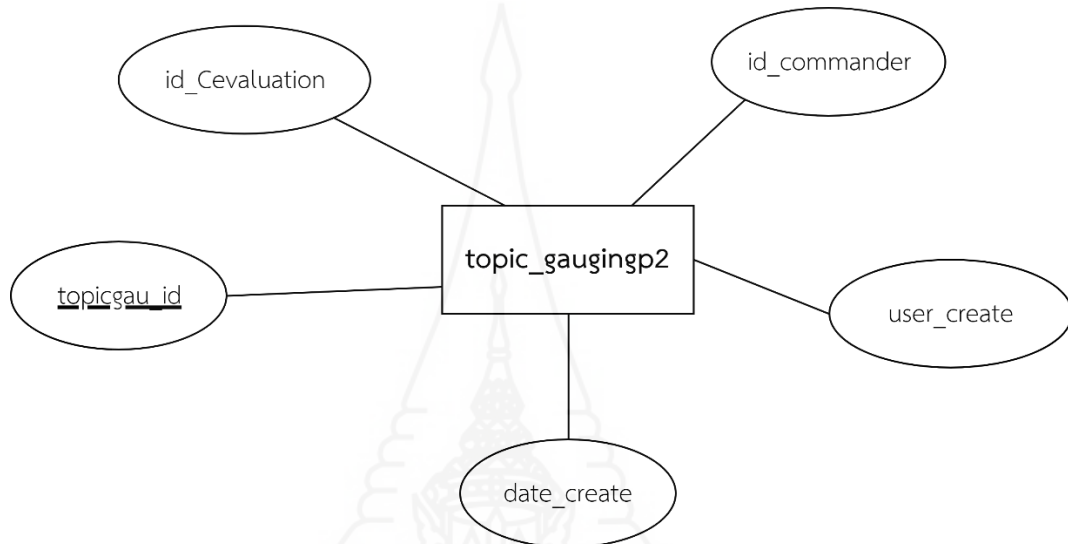 id_Cevaluation
id_commander
topic_gaugingp2
topicgau_id
user_create
date_create